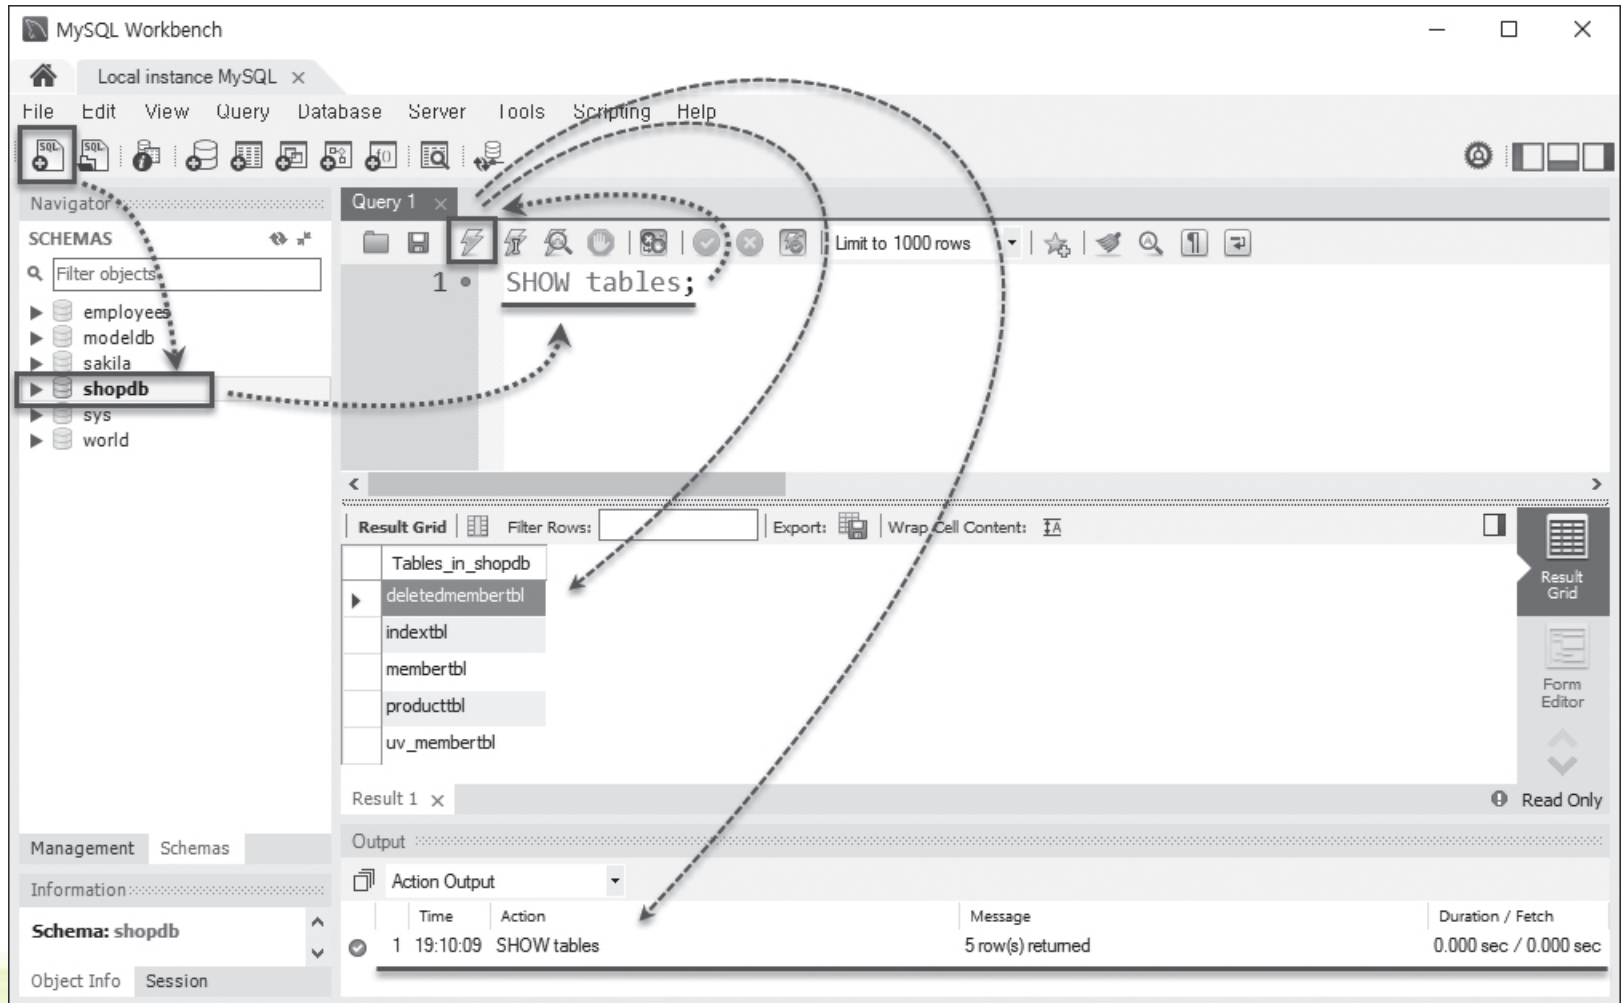 MySQL Workbench
Local instance MySQL
File Edit View Query Database Server Tools Scripting Help
Navigator
SCHEMAS
Filter objects
employees
modeldb
sakila
shopdb
sys
world
Management Schemas
Information
Schema: shopdb
Object Info Session
Query 1
Limit to 1000 rows
1 SHOW tables;
Result Grid Filter Rows: Export: Wrap Cell Content:
Tables_in_shopdb
deletedmembertbl
indextbl
membertbl
producttbl
uv_membertbl
Result
Grid
Form
Editor
Result 1 Read Only
Output
Action Output
Time Action Message Duration / Fetch
1 19:10:09 SHOW tables 5 row(s) returned 0.000 sec / 0.000 sec